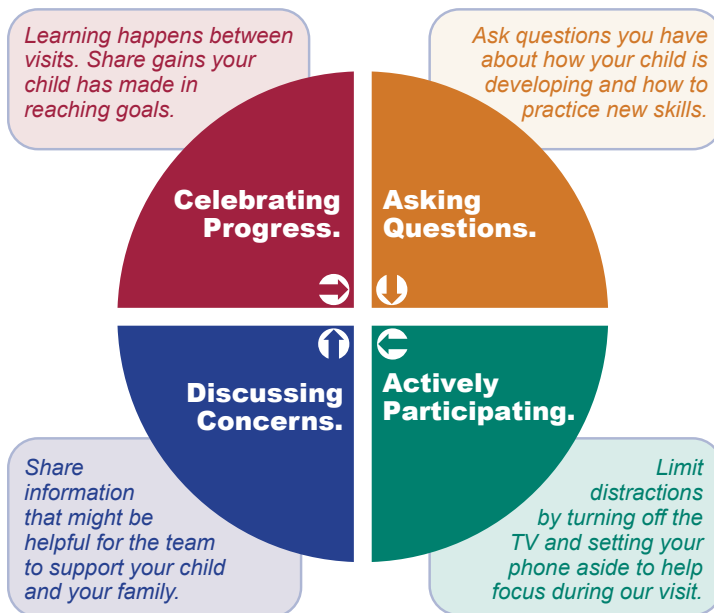 Learning happens between
visits. Share gains your
child has made in
reaching goals.
Ask questions you have
about how your child is
developing and how to
practice new skills.
Celebrating
Progress.
Asking
Questions.
Discussing
Concerns.
Actively
Participating.
Share
information
that might be
helpful for the team
to support your child
and your family.
Limit
distractions
by turning off the
TV and setting your
phone aside to help
focus during our visit.